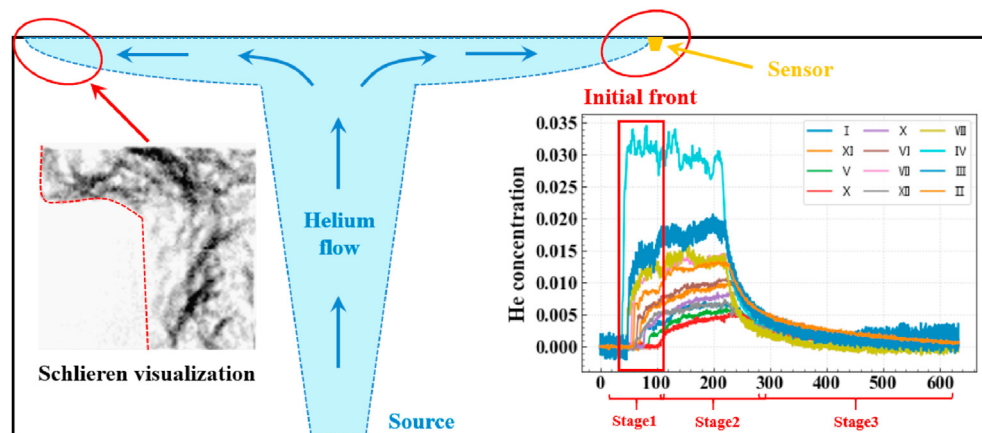 Sensor
Initial front
Helium
flow
Schlieren visualization
Source
He concentration
0.035
0.030
0.025
0.020
0.015
0.010
0.005
0.000
I X VIII
XI VI IV
V VII III
X XII II
0 100 200 300 400 500 600
Stage1 Stage2 Stage3